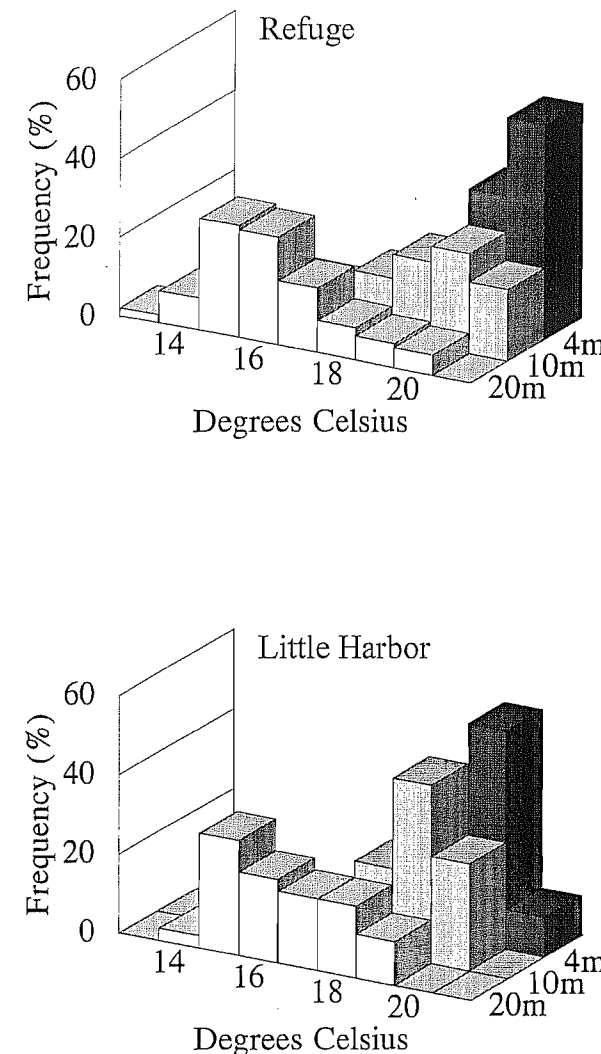 Refuge
60
40
20
0
Frequency (%)
14
16
18
20
20m
10m
4m
Degrees Celsius
Little Harbor
60
40
20
0
Frequency (%)
14
16
18
20
20m
10m
4m
Degrees Celsius